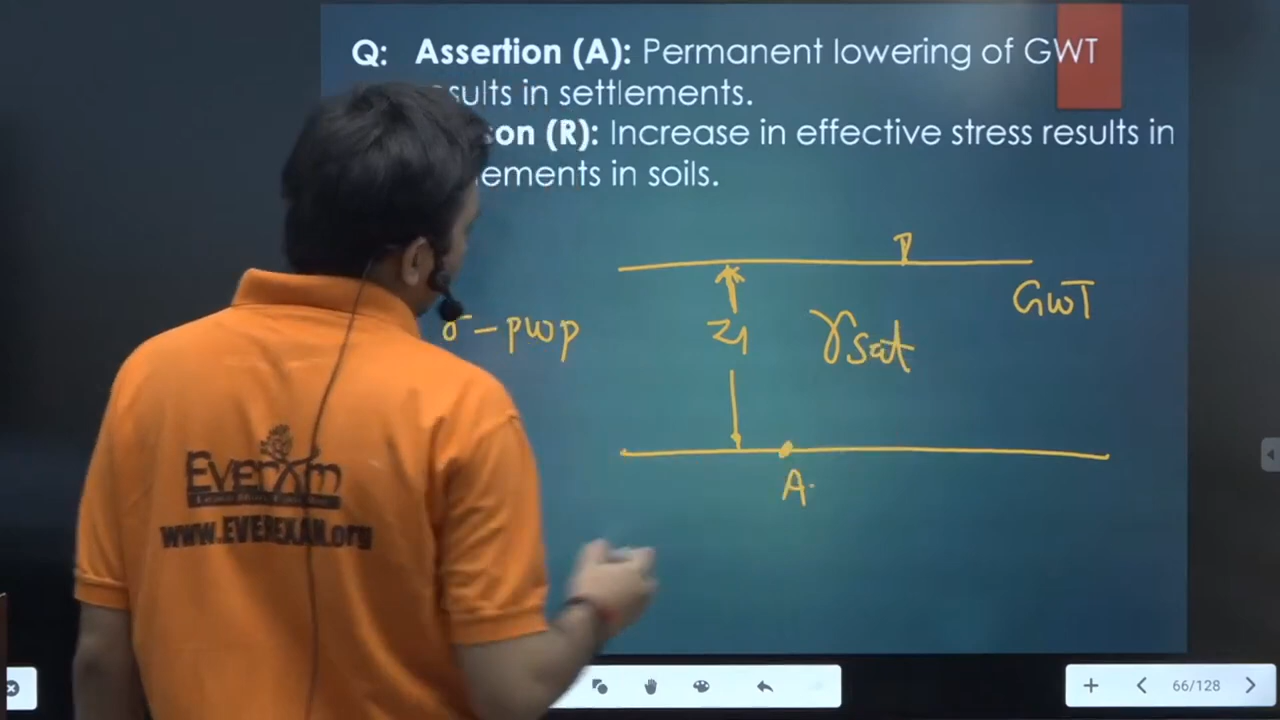 Q: Assertion (A): Permanent lowering of GWT
sults in settlements.
son (R): Increase in effective stress results in
lements in soils.
GWT
σ - pwp
z1
γsat
A.
EVEREXAM
www.EVEREXAM.org
66/128